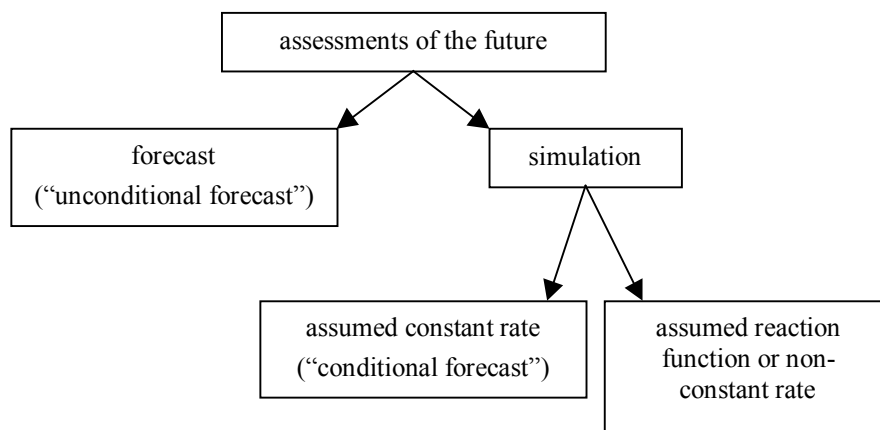 assessments of the future
forecast
(“unconditional forecast”)
simulation
assumed constant rate
(“conditional forecast”)
assumed reaction
function or non-
constant rate